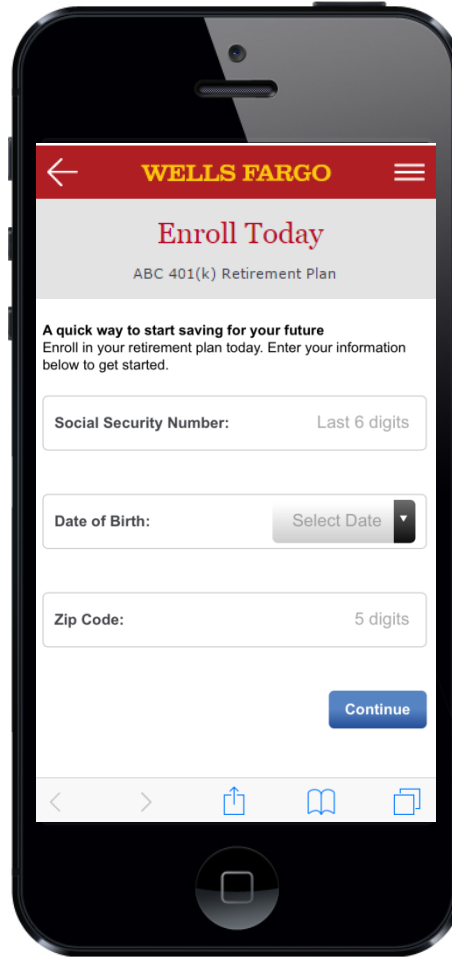 WELLS FARGO
Enroll Today
ABC 401(k) Retirement Plan
A quick way to start saving for your future
Enroll in your retirement plan today. Enter your information
below to get started.
Social Security Number: Last 6 digits
Date of Birth: Select Date
Zip Code: 5 digits
Continue